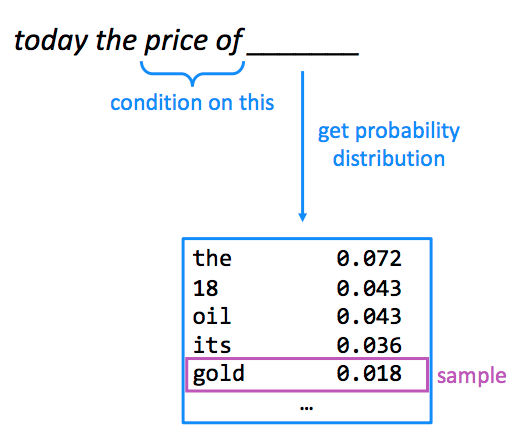 today the price of _______
condition on this
get probability
distribution
the 0.072
18 0.043
oil 0.043
its 0.036
gold 0.018
sample
…